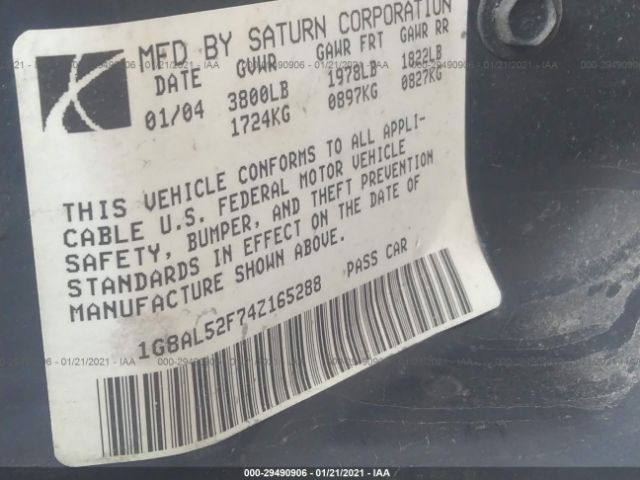 MFD BY SATURN CORPORATION
DATE GVWR GAWR FRT GAWR RR
01/04 3800LB 1978LB 1822LB
1724KG 0897KG 0827KG
THIS VEHICLE CONFORMS TO ALL APPLI-
CABLE U.S. FEDERAL MOTOR VEHICLE
SAFETY, BUMPER, AND THEFT PREVENTION
STANDARDS IN EFFECT ON THE DATE OF
MANUFACTURE SHOWN ABOVE.
1G8AL52F74Z165288 PASS CAR
000-29490906 - 01/21/2021 - IAA